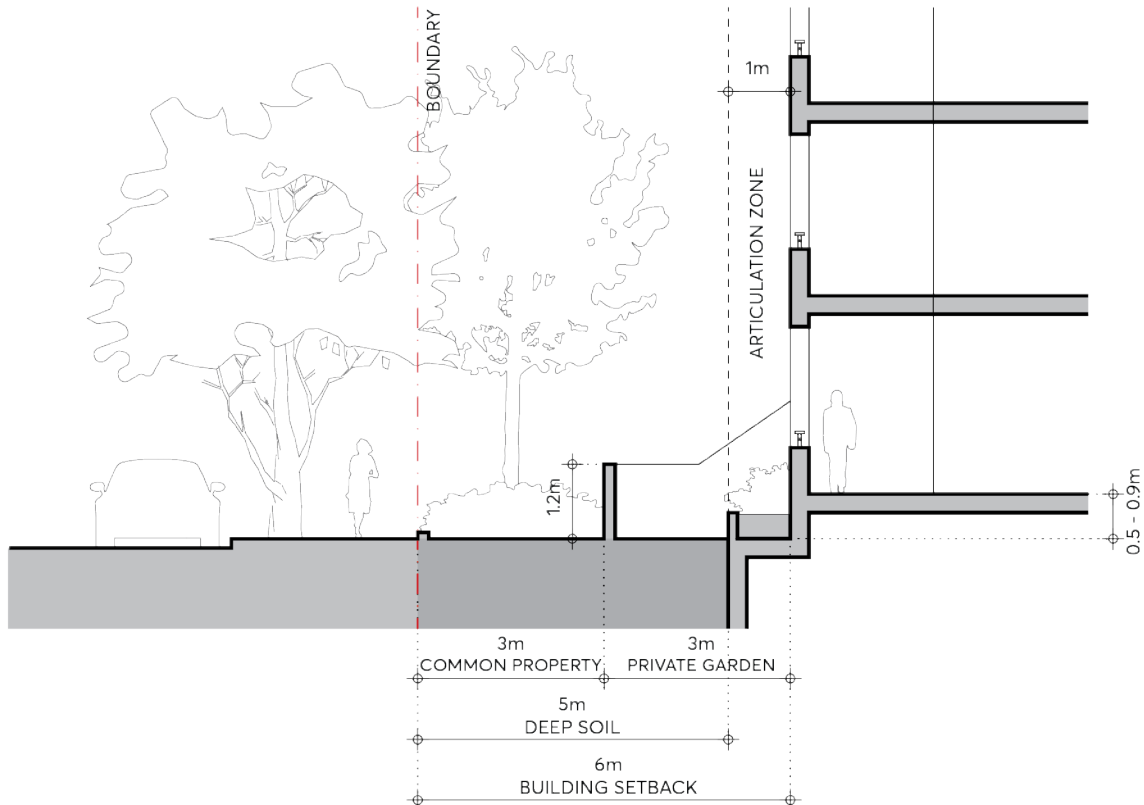 BOUNDARY
1m
ARTICULATION ZONE
1.2m
0.5 - 0.9m
3m
COMMON PROPERTY
3m
PRIVATE GARDEN
5m
DEEP SOIL
6m
BUILDING SETBACK